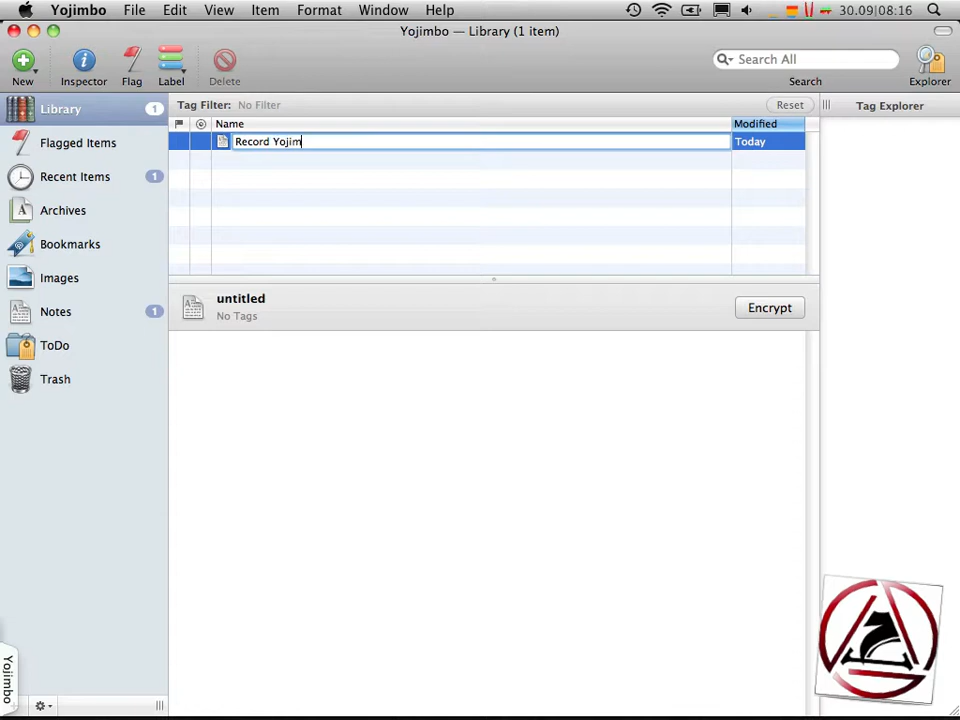 Yojimbo File Edit View Item Format Window Help 30.09|08:16
Yojimbo — Library (1 item)
Search All
New Inspector Flag Label Delete Search Explorer
Library 1
Tag Filter: No Filter Reset Tag Explorer
Name Modified
Record Yojim Today
Flagged Items
Recent Items 1
Archives
Bookmarks
Images
Notes 1
ToDo
Trash
untitled
No Tags
Encrypt
Yojimbo